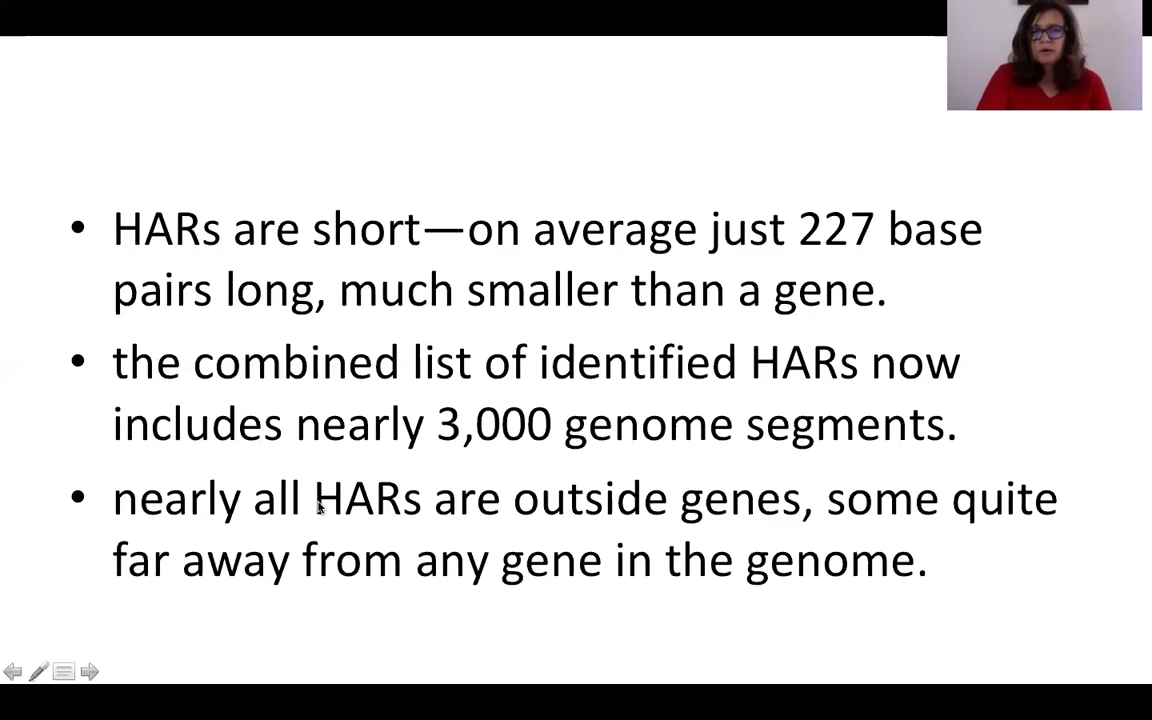 • HARs are short—on average just 227 base
pairs long, much smaller than a gene.
• the combined list of identified HARs now
includes nearly 3,000 genome segments.
• nearly all HARs are outside genes, some quite
far away from any gene in the genome.